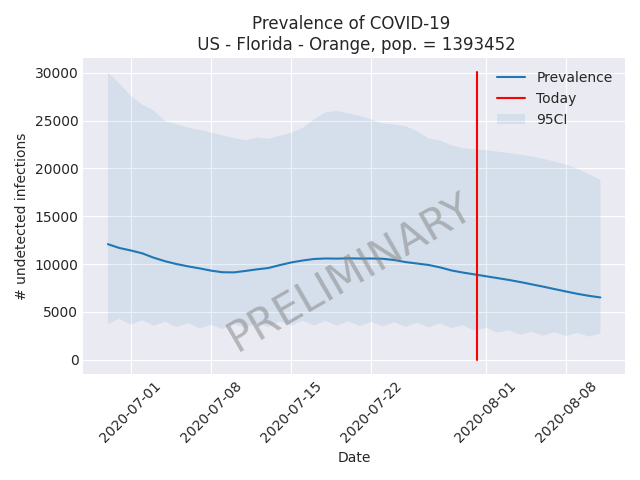 Prevalence of COVID-19
US - Florida - Orange, pop. = 1393452
30000
25000
20000
15000
10000
5000
0
# undetected infections
Prevalence
Today
95CI
PRELIMINARY
2020-07-01
2020-07-08
2020-07-15
2020-07-22
2020-08-01
2020-08-08
Date